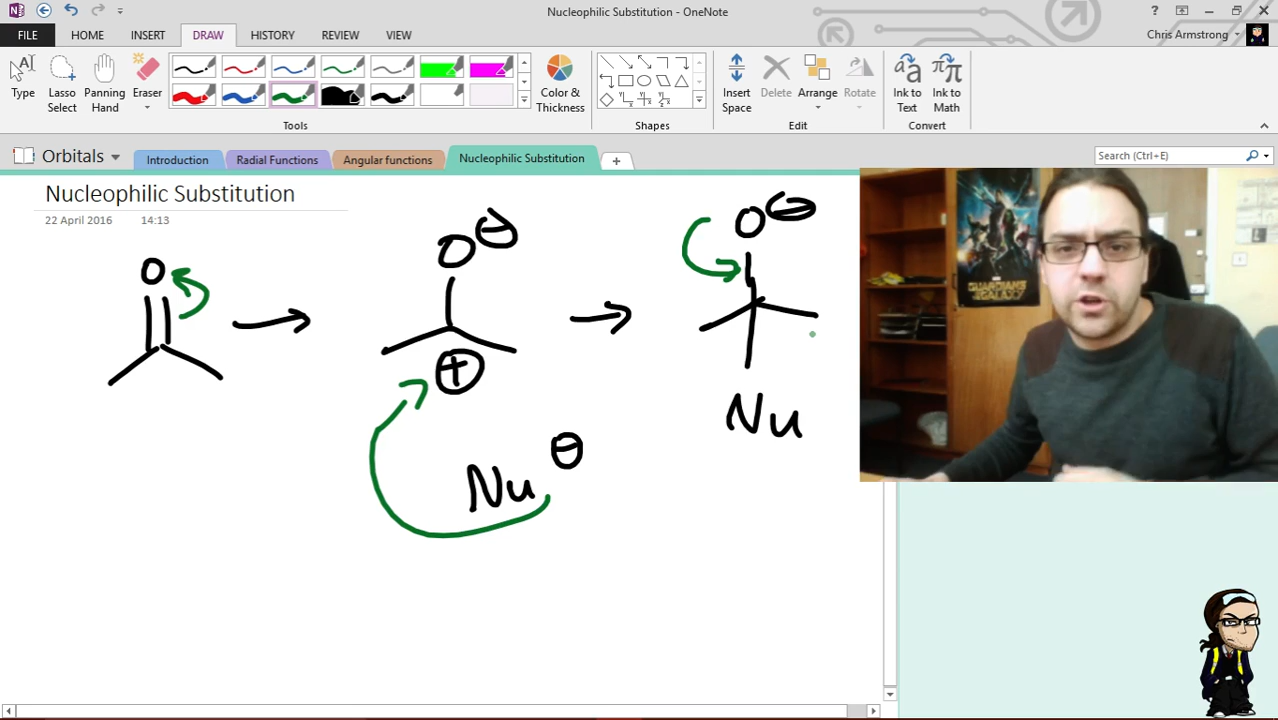 Nucleophilic Substitution - OneNote
?
FILE HOME INSERT DRAW HISTORY REVIEW VIEW
Chris Armstrong
Type
Lasso Select
Panning Hand
Eraser
Color & Thickness
Insert Space
Delete
Arrange
Rotate
Ink to Text
Ink to Math
Tools
Shapes
Edit
Convert
Orbitals
Introduction
Radial Functions
Angular functions
Nucleophilic Substitution
+
Search (Ctrl+E)
Nucleophilic Substitution
22 April 2016 14:13
O
O ⊖
O ⊖
⊕
Nu ⊖
Nu
GUARDIANS
OF THE
GALAXY